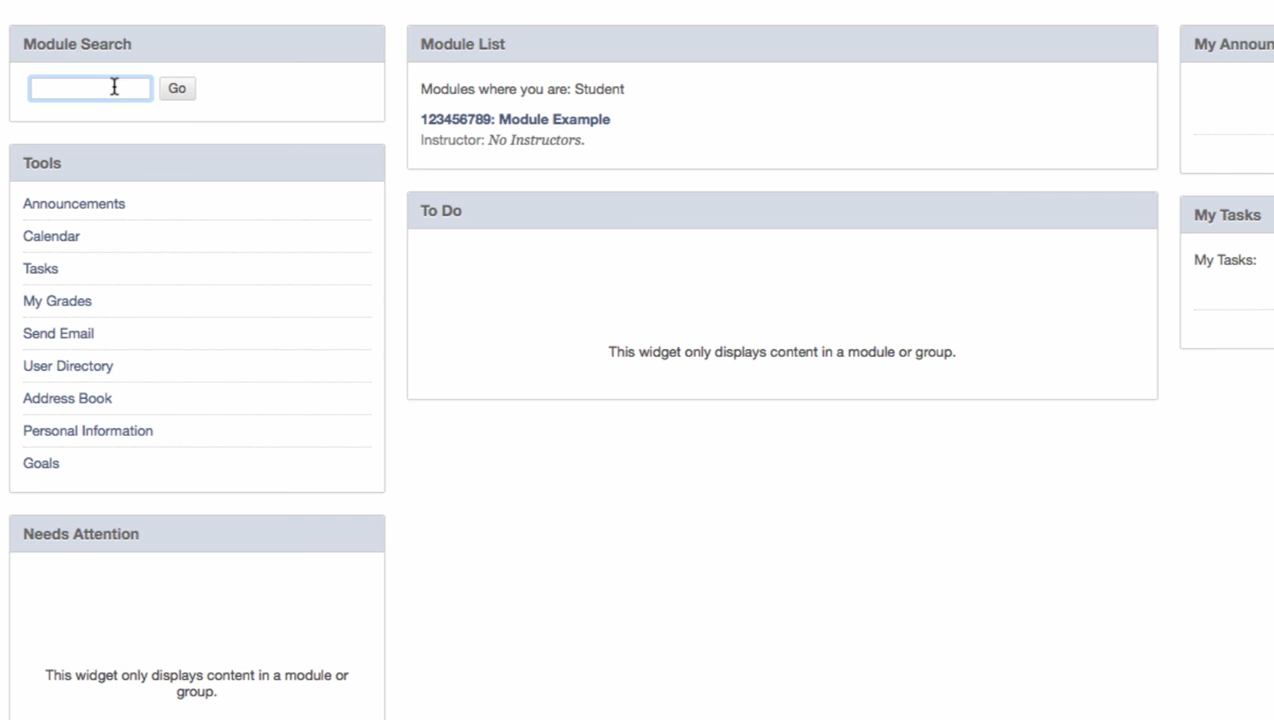 Module Search
Go
Tools
Announcements
Calendar
Tasks
My Grades
Send Email
User Directory
Address Book
Personal Information
Goals
Needs Attention
This widget only displays content in a module or
group.
Module List
Modules where you are: Student
123456789: Module Example
Instructor: No Instructors.
To Do
This widget only displays content in a module or group.
My Announ
My Tasks
My Tasks: